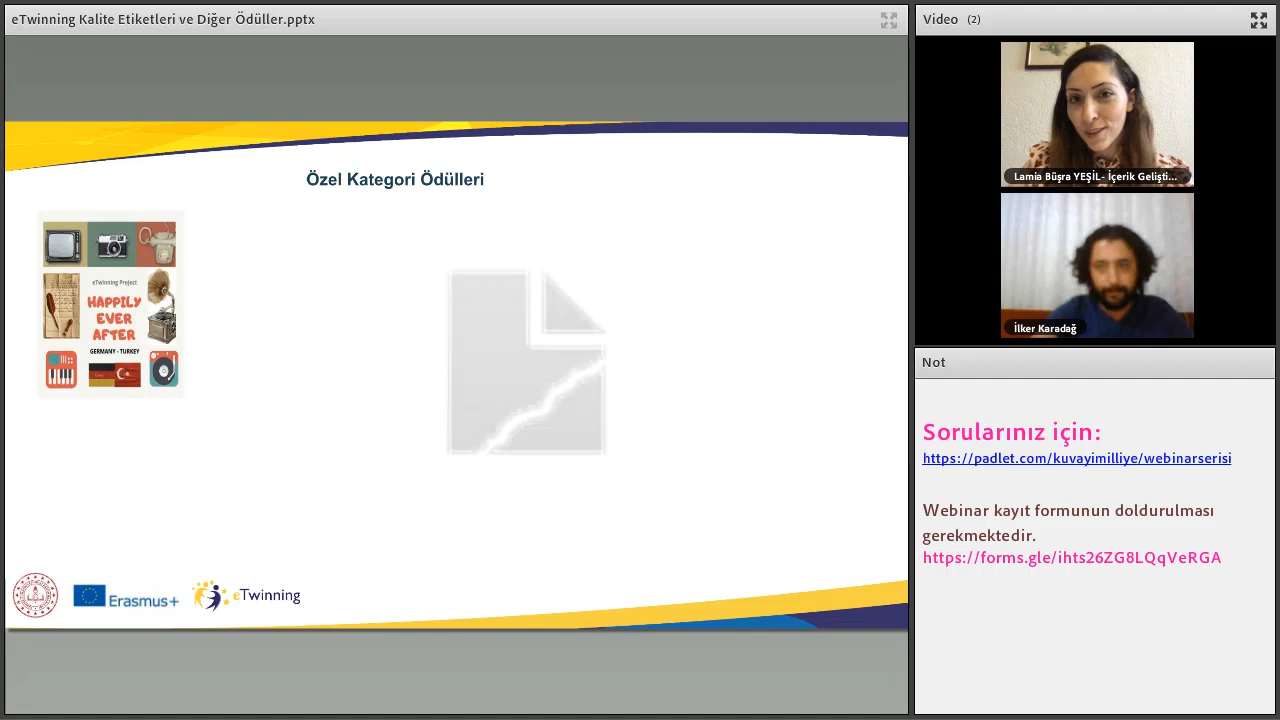 eTwinning Kalite Etiketleri ve Diğer Ödüller.pptx
Özel Kategori Ödülleri
eTwinning Project
HAPPILY
EVER
AFTER
GERMANY - TURKEY
Erasmus+
eTwinning
Video (2)
Lamia Büşra YEŞİL- İçerik Gelişti...
İlker Karadağ
Not
Sorularınız için:
https://padlet.com/kuvayimilliye/webinarserisi
Webinar kayıt formunun doldurulması
gerekmektedir.
https://forms.gle/ihts26ZG8LQqVeRGA